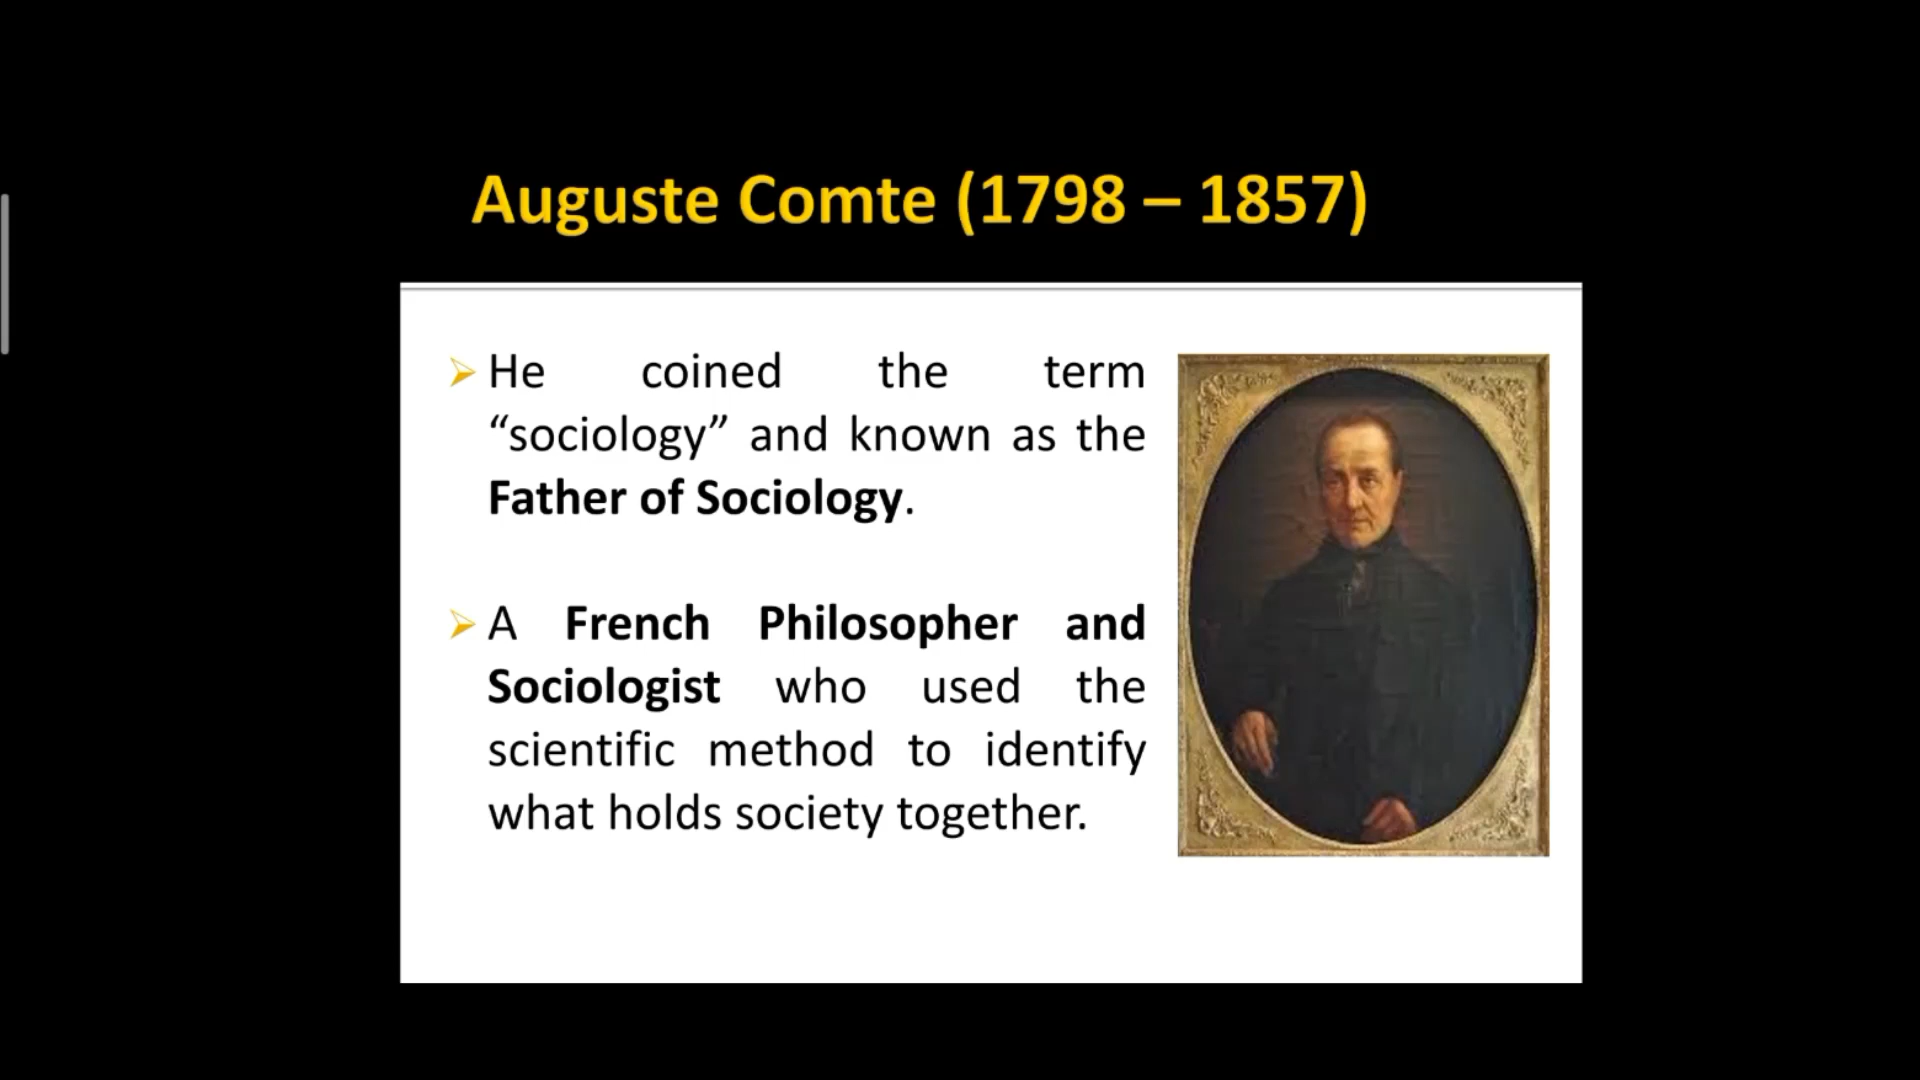 Auguste Comte (1798 – 1857)
➢ He coined the term
“sociology” and known as the
Father of Sociology.
➢ A French Philosopher and
Sociologist who used the
scientific method to identify
what holds society together.